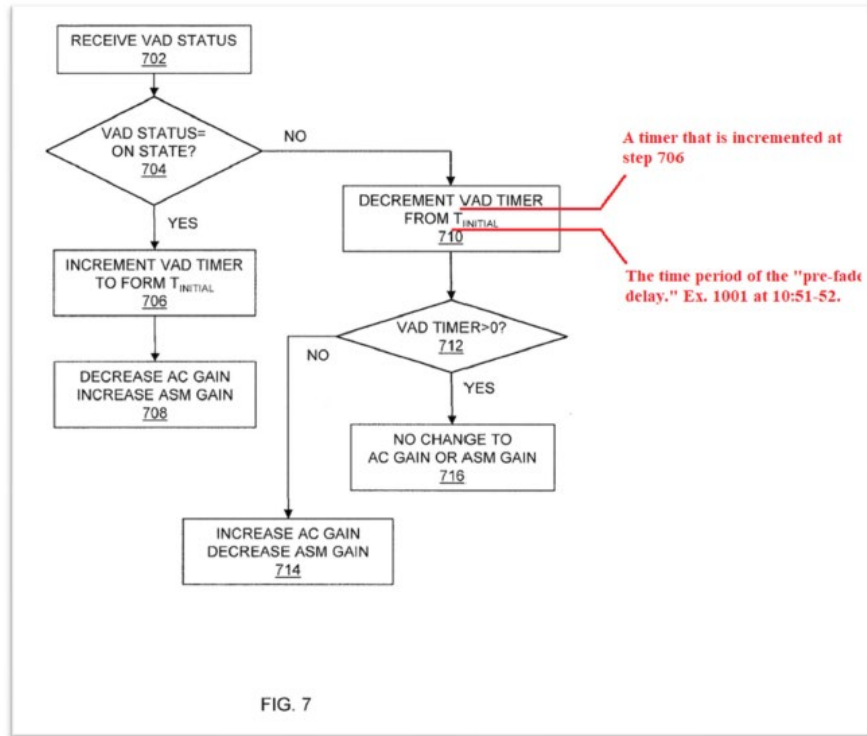 RECEIVE VAD STATUS
702
VAD STATUS=
ON STATE?
704
NO
YES
A timer that is incremented at
step 706
DECREMENT VAD TIMER
FROM TINITIAL
710
INCREMENT VAD TIMER
TO FORM TINITIAL
706
The time period of the "pre-fade
delay." Ex. 1001 at 10:51-52.
VAD TIMER>0?
712
NO
YES
DECREASE AC GAIN
INCREASE ASM GAIN
708
NO CHANGE TO
AC GAIN OR ASM GAIN
716
INCREASE AC GAIN
DECREASE ASM GAIN
714
FIG. 7